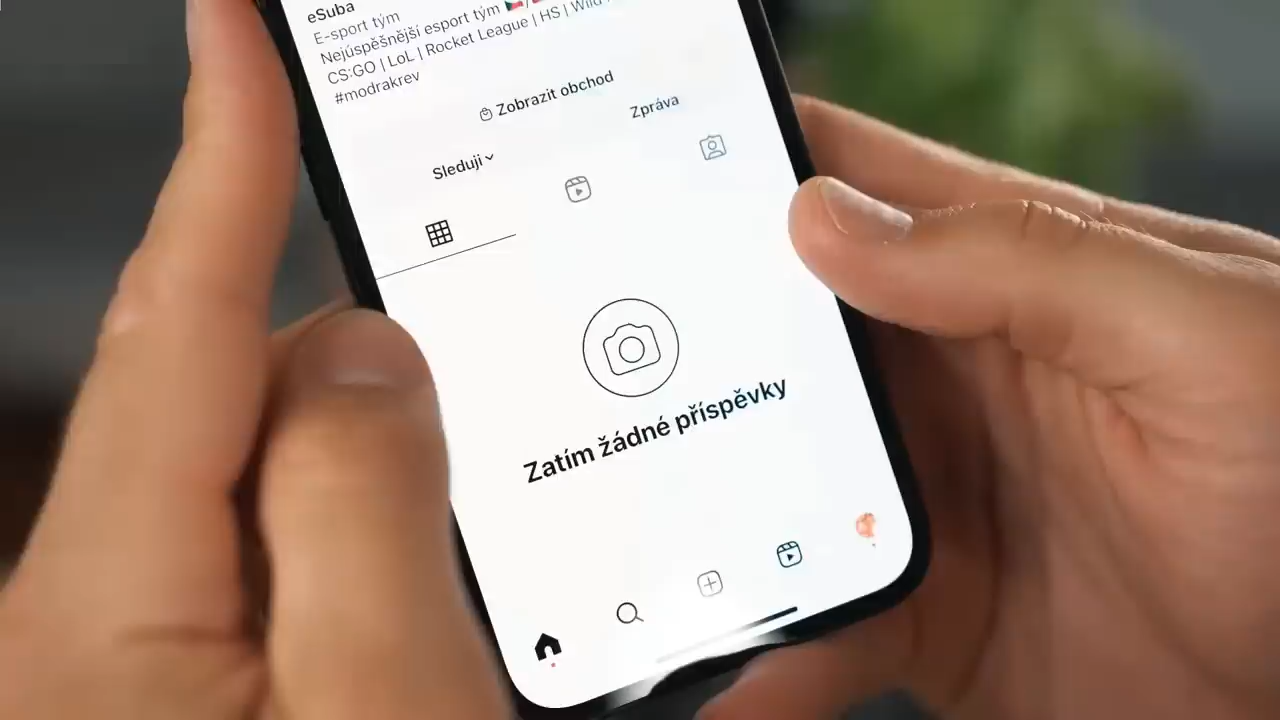 eSuba
E-sport tým
Nejúspěšnější esport tým 🇨🇿/
CS:GO | LoL | Rocket League | HS | Wild
#modrakrev
Zobrazit obchod
Sleduji
Zpráva
Zatím žádné příspěvky